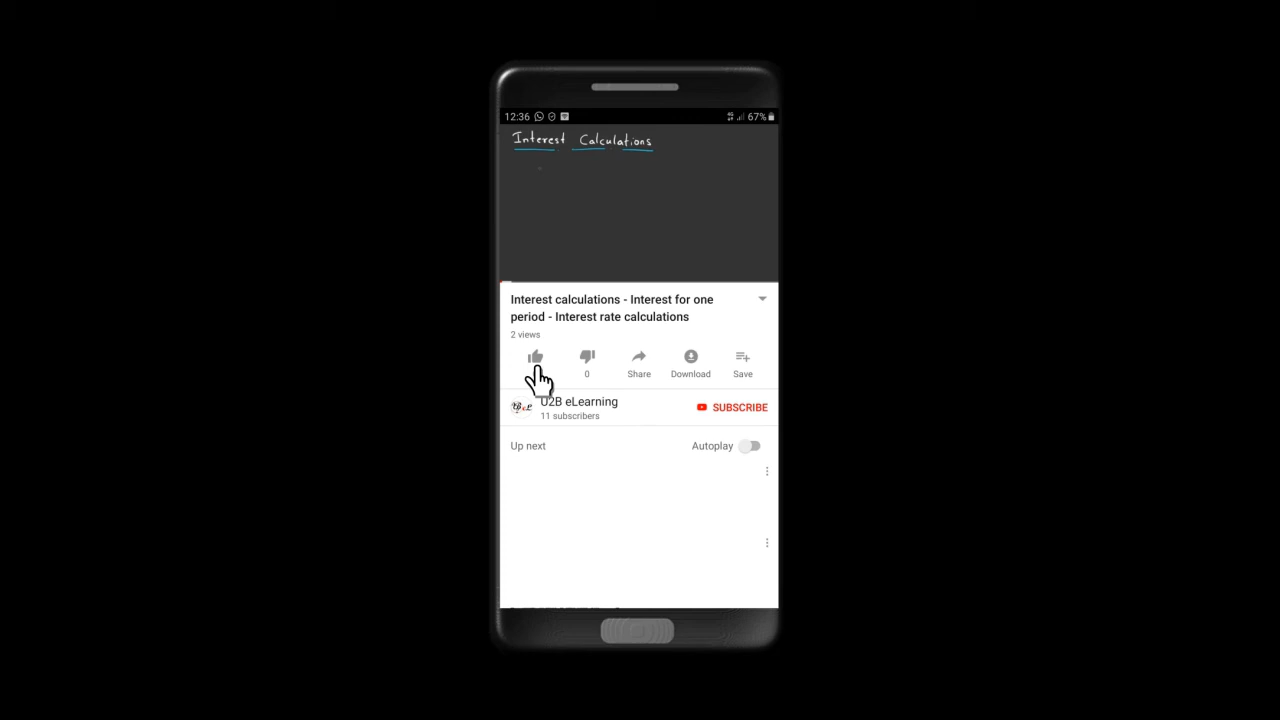 12:36 67%
Interest Calculations
Interest calculations - Interest for one
period - Interest rate calculations
2 views
0 Share Download Save
U2B eLearning
11 subscribers
SUBSCRIBE
Up next Autoplay